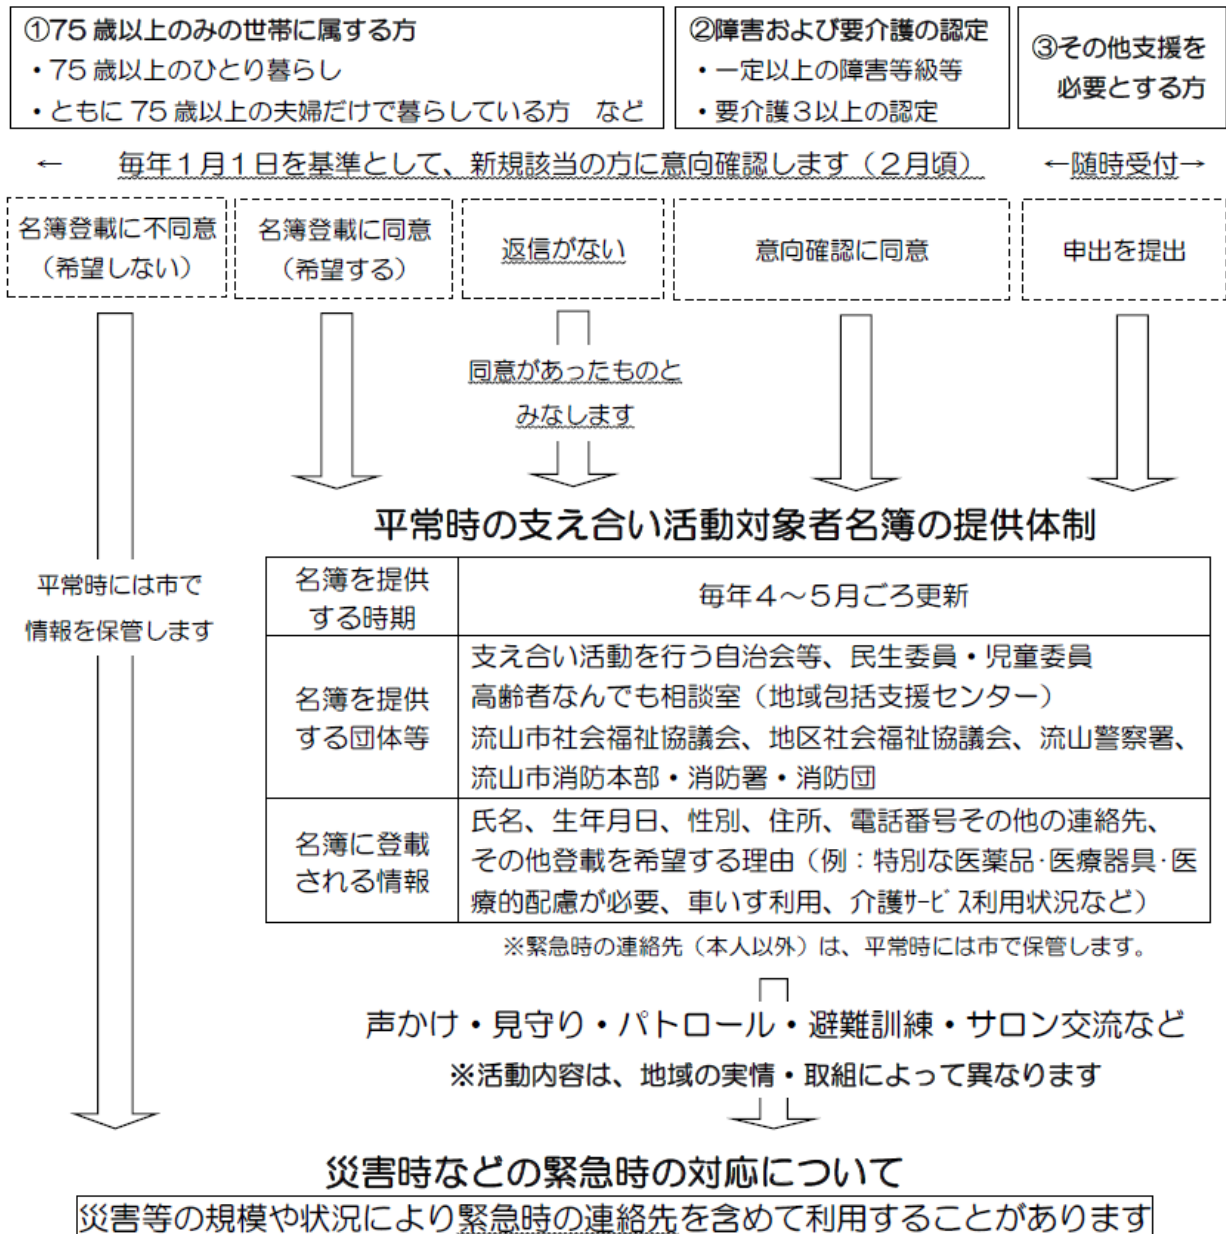 ①75歳以上のみの世帯に属する方
・75歳以上のひとり暮らし
・ともに75歳以上の夫婦だけで暮らしている方　など
②障害および要介護の認定
・一定以上の障害等級等
・要介護３以上の認定
③その他支援を
必要とする方
←　毎年１月１日を基準として、新規該当の方に意向確認します（２月頃）
←随時受付→
名簿登載に不同意
（希望しない）
名簿登載に同意
（希望する）
返信がない
意向確認に同意
申出を提出
同意があったものと
みなします
平常時の支え合い活動対象者名簿の提供体制
平常時には市で
情報を保管します
名簿を提供
する時期
毎年４～５月ごろ更新
名簿を提供
する団体等
支え合い活動を行う自治会等、民生委員・児童委員
高齢者なんでも相談室（地域包括支援センター）
流山市社会福祉協議会、地区社会福祉協議会、流山警察署、
流山市消防本部・消防署・消防団
名簿に登載
される情報
氏名、生年月日、性別、住所、電話番号その他の連絡先、
その他登載を希望する理由（例：特別な医薬品･医療器具･医
療的配慮が必要、車いす利用、介護ｻｰﾋﾞｽ利用状況など）
※緊急時の連絡先（本人以外）は、平常時には市で保管します。
声かけ・見守り・パトロール・避難訓練・サロン交流など
※活動内容は、地域の実情・取組によって異なります
災害時などの緊急時の対応について
災害等の規模や状況により緊急時の連絡先を含めて利用することがあります